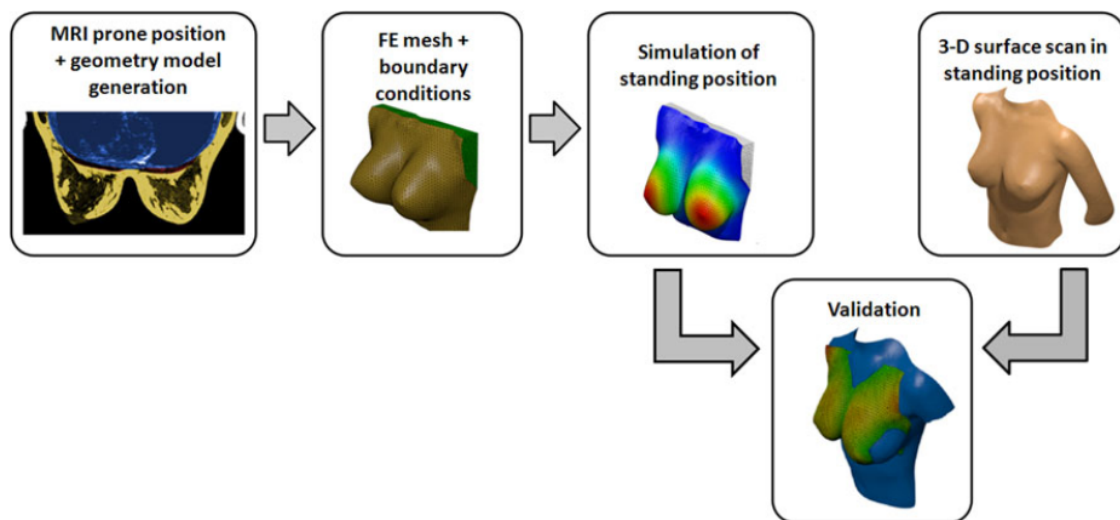 MRI prone position
+ geometry model
generation
FE mesh +
boundary
conditions
Simulation of
standing position
3-D surface scan in
standing position
Validation